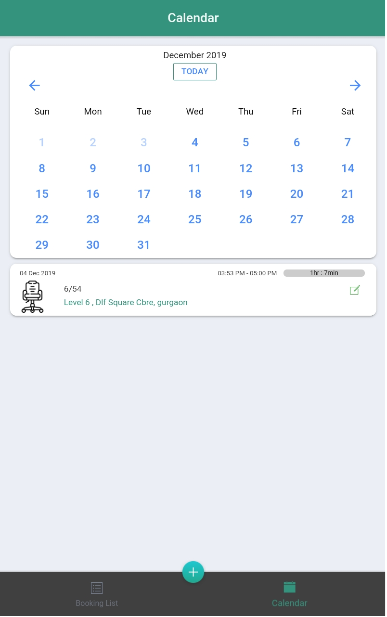 Calendar
December 2019
TODAY
Sun Mon Tue Wed Thu Fri Sat
1 2 3 4 5 6 7
8 9 10 11 12 13 14
15 16 17 18 19 20 21
22 23 24 25 26 27 28
29 30 31
04 Dec 2019 03:53 PM - 05:00 PM 1hr : 7min
6/54
Level 6 , Dlf Square Cbre, gurgaon
Booking List Calendar